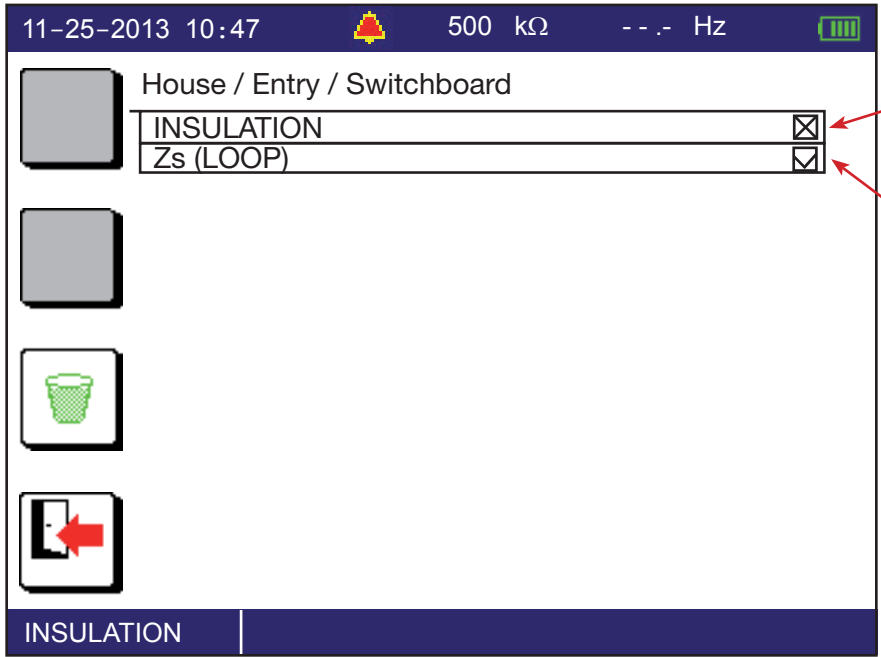 11-25-2013 10:47 500 kΩ - - .- Hz
House / Entry / Switchboard
INSULATION
Zs (LOOP)
INSULATION